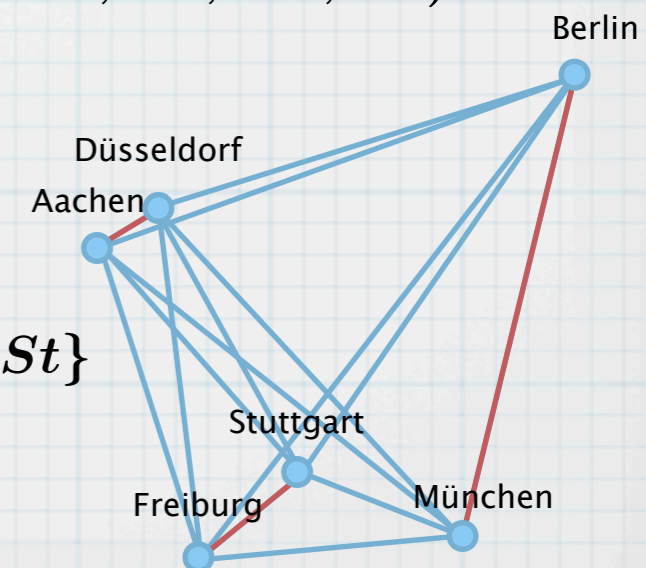 Berlin
Düsseldorf
Aachen
St}
Stuttgart
Freiburg
München